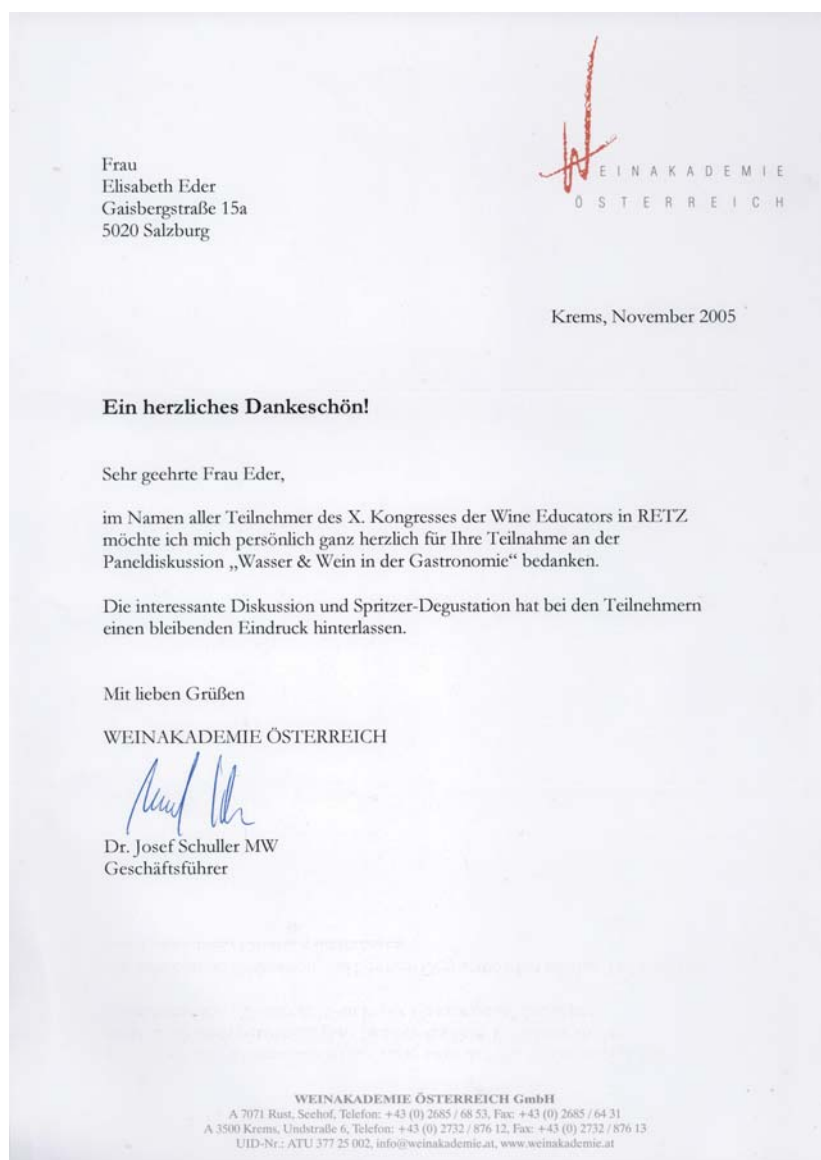 WEINAKADEMIE
ÖSTERREICH
Frau
Elisabeth Eder
Gaisbergstraße 15a
5020 Salzburg
Krems, November 2005
Ein herzliches Dankeschön!
Sehr geehrte Frau Eder,
im Namen aller Teilnehmer des X. Kongresses der Wine Educators in RETZ
möchte ich mich persönlich ganz herzlich für Ihre Teilnahme an der
Paneldiskussion „Wasser & Wein in der Gastronomie“ bedanken.
Die interessante Diskussion und Spritzer-Degustation hat bei den Teilnehmern
einen bleibenden Eindruck hinterlassen.
Mit lieben Grüßen
WEINAKADEMIE ÖSTERREICH
Dr. Josef Schuller MW
Geschäftsführer
WEINAKADEMIE ÖSTERREICH GmbH
A 7071 Rust, Seehof, Telefon: +43 (0) 2685 / 68 53, Fax: +43 (0) 2685 / 64 31
A 3500 Krems, Undstraße 6, Telefon: +43 (0) 2732 / 876 12, Fax: +43 (0) 2732 / 876 13
UID-Nr.: ATU 377 25 002, info@weinakademie.at, www.weinakademie.at